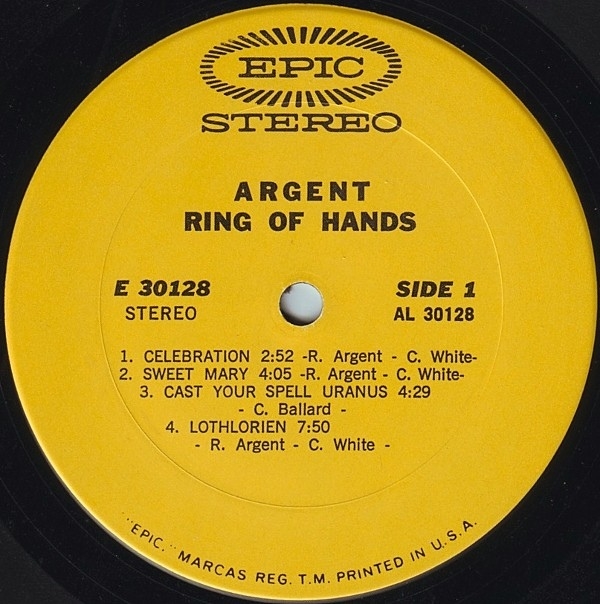 EPIC
STEREO
ARGENT
RING OF HANDS
E 30128
STEREO
SIDE 1
AL 30128
1. CELEBRATION 2:52 -R. Argent - C. White-
2. SWEET MARY 4:05 -R. Argent - C. White-
3. CAST YOUR SPELL URANUS 4:29
- C. Ballard -
4. LOTHLORIEN 7:50
- R. Argent - C. White -
"EPIC," MARCAS REG. T.M. PRINTED IN U.S.A.